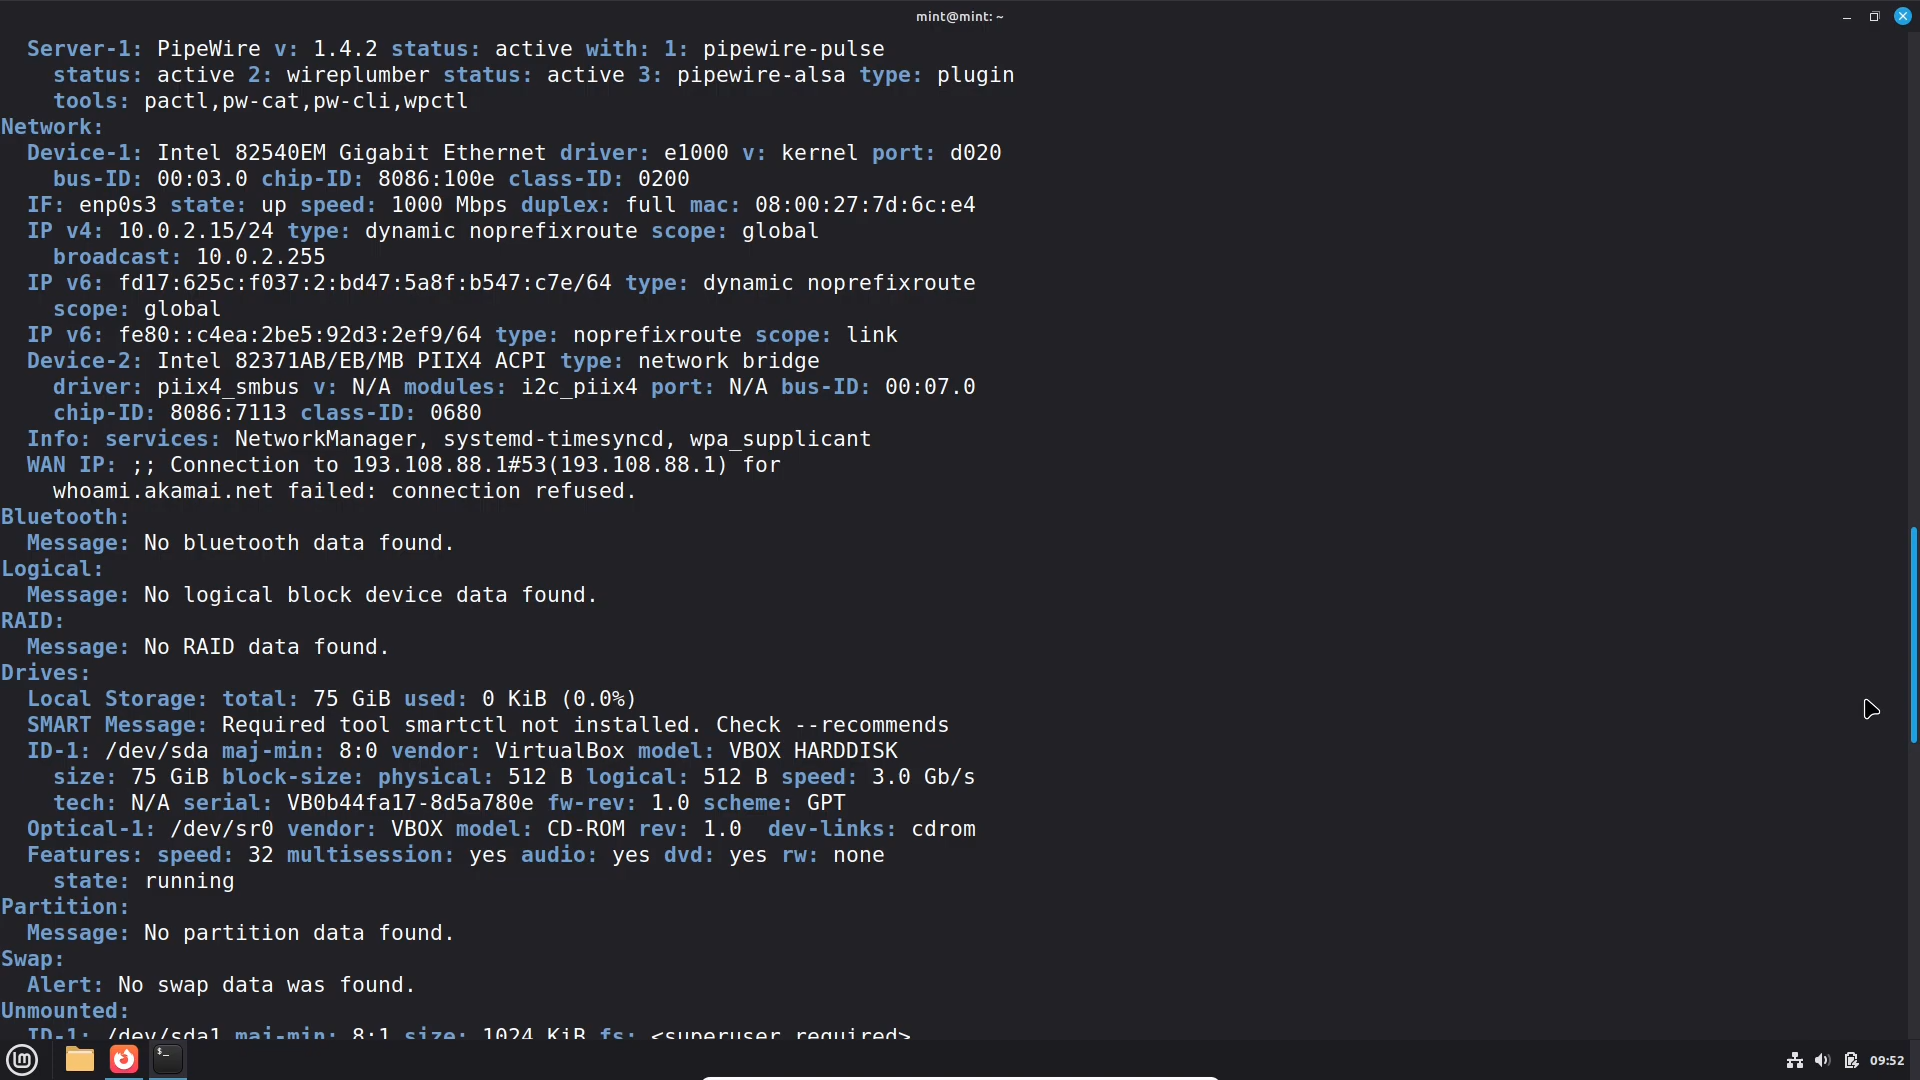 mint@mint: ~
Server-1: PipeWire v: 1.4.2 status: active with: 1: pipewire-pulse
status: active 2: wireplumber status: active 3: pipewire-alsa type: plugin
tools: pactl,pw-cat,pw-cli,wpctl
Network:
Device-1: Intel 82540EM Gigabit Ethernet driver: e1000 v: kernel port: d020
bus-ID: 00:03.0 chip-ID: 8086:100e class-ID: 0200
IF: enp0s3 state: up speed: 1000 Mbps duplex: full mac: 08:00:27:7d:6c:e4
IP v4: 10.0.2.15/24 type: dynamic noprefixroute scope: global
broadcast: 10.0.2.255
IP v6: fd17:625c:f037:2:bd47:5a8f:b547:c7e/64 type: dynamic noprefixroute
scope: global
IP v6: fe80::c4ea:2be5:92d3:2ef9/64 type: noprefixroute scope: link
Device-2: Intel 82371AB/EB/MB PIIX4 ACPI type: network bridge
driver: piix4_smbus v: N/A modules: i2c_piix4 port: N/A bus-ID: 00:07.0
chip-ID: 8086:7113 class-ID: 0680
Info: services: NetworkManager, systemd-timesyncd, wpa_supplicant
WAN IP: ;; Connection to 193.108.88.1#53(193.108.88.1) for
whoami.akamai.net failed: connection refused.
Bluetooth:
Message: No bluetooth data found.
Logical:
Message: No logical block device data found.
RAID:
Message: No RAID data found.
Drives:
Local Storage: total: 75 GiB used: 0 KiB (0.0%)
SMART Message: Required tool smartctl not installed. Check --recommends
ID-1: /dev/sda maj-min: 8:0 vendor: VirtualBox model: VBOX HARDDISK
size: 75 GiB block-size: physical: 512 B logical: 512 B speed: 3.0 Gb/s
tech: N/A serial: VB0b44fa17-8d5a780e fw-rev: 1.0 scheme: GPT
Optical-1: /dev/sr0 vendor: VBOX model: CD-ROM rev: 1.0 dev-links: cdrom
Features: speed: 32 multisession: yes audio: yes dvd: yes rw: none
state: running
Partition:
Message: No partition data found.
Swap:
Alert: No swap data was found.
Unmounted:
ID-1: /dev/sda1 maj-min: 8:1 size: 1024 KiB fs: <superuser required>
09:52